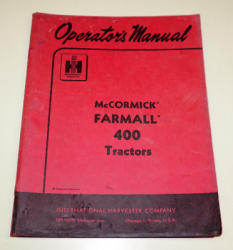 Operator's Manual
McCORMICK®
FARMALL®
400
Tractors
INTERNATIONAL HARVESTER COMPANY